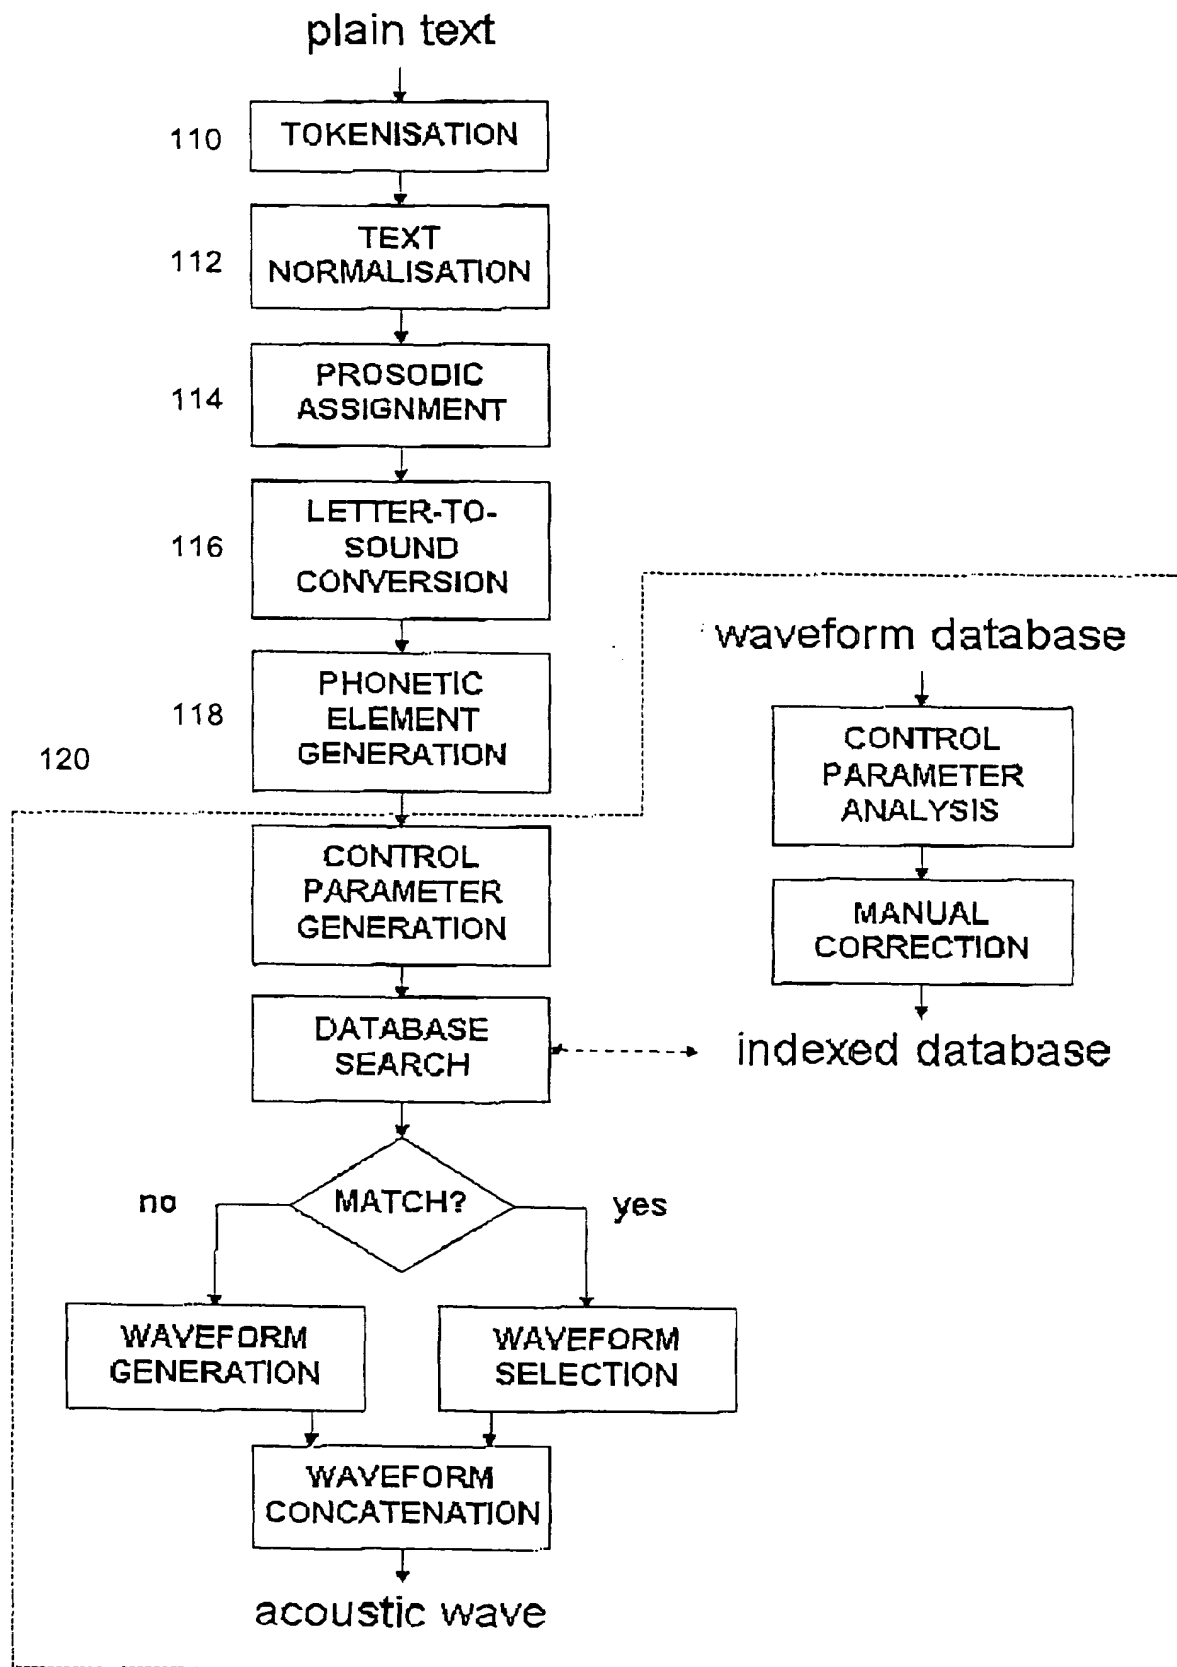 plain text
110
TOKENISATION
112
TEXT
NORMALISATION
114
PROSODIC
ASSIGNMENT
116
LETTER-TO-
SOUND
CONVERSION
118
PHONETIC
ELEMENT
GENERATION
120
CONTROL
PARAMETER
GENERATION
DATABASE
SEARCH
waveform database
CONTROL
PARAMETER
ANALYSIS
MANUAL
CORRECTION
indexed database
MATCH?
no
yes
WAVEFORM
GENERATION
WAVEFORM
SELECTION
WAVEFORM
CONCATENATION
acoustic wave